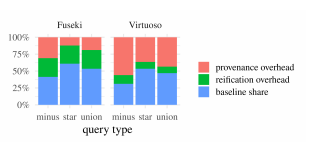 Fuseki Virtuoso
100%
75%
50%
25%
0%
minus star union minus star union
query type
provenance overhead
reification overhead
baseline share